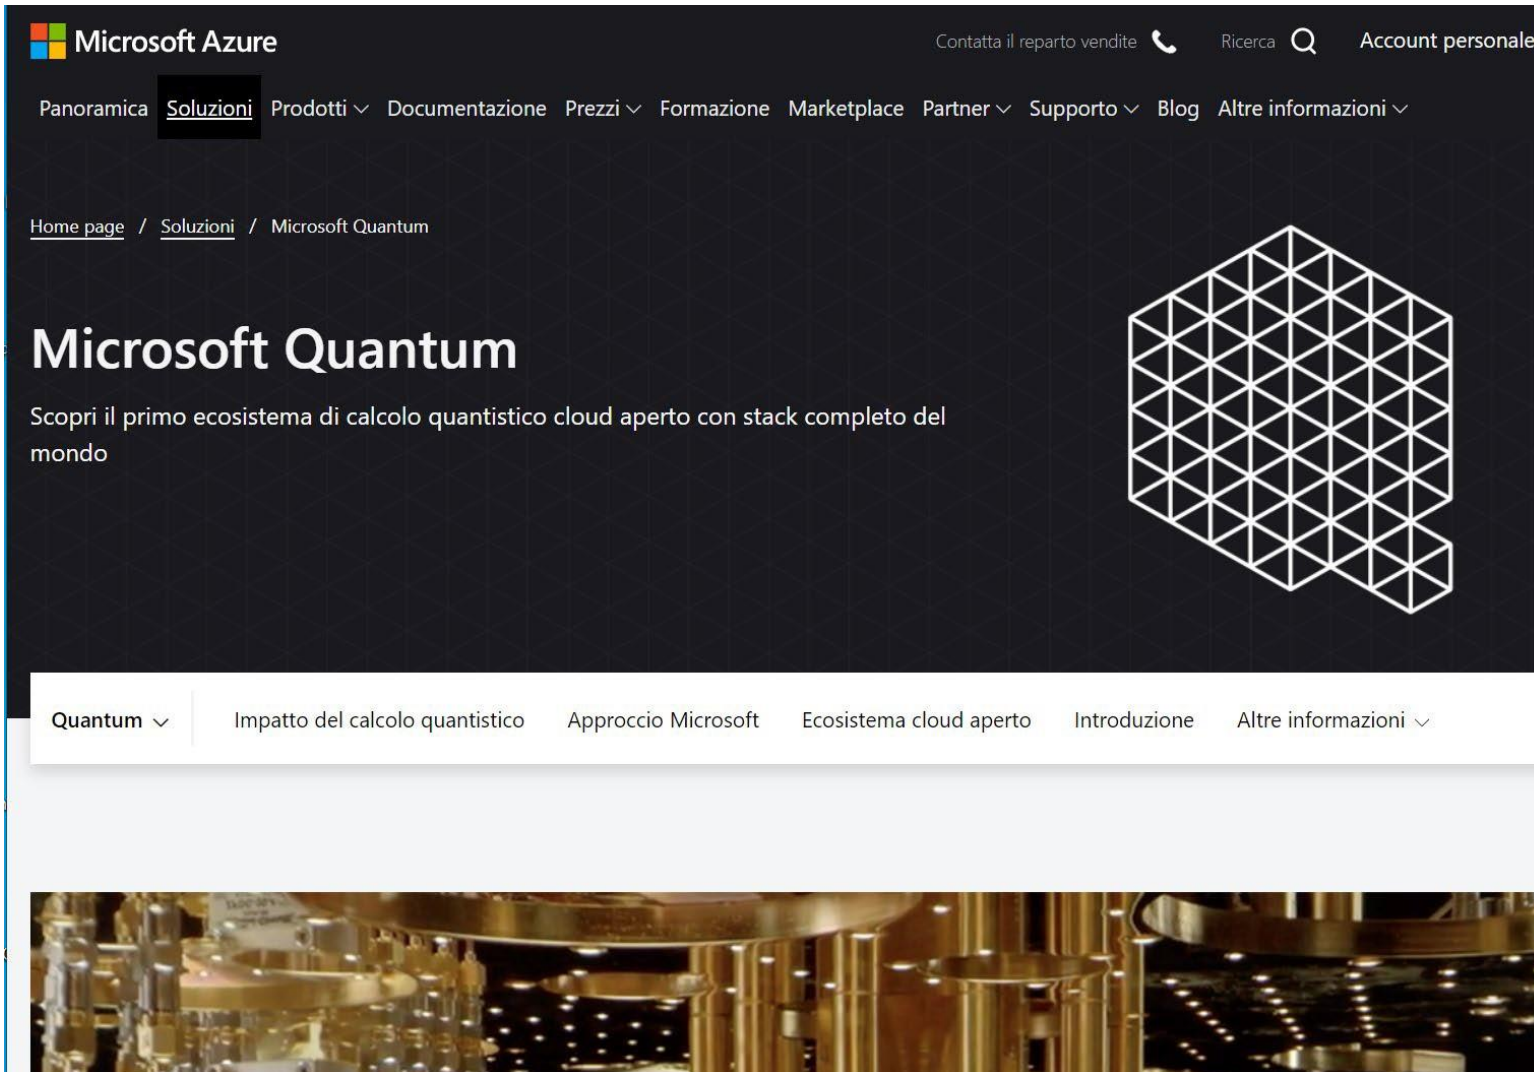 Microsoft Azure
Contatta il reparto vendite
Ricerca
Account personale
Panoramica Soluzioni Prodotti Documentazione Prezzi Formazione Marketplace Partner Supporto Blog Altre informazioni
Home page / Soluzioni / Microsoft Quantum
Microsoft Quantum
Scopri il primo ecosistema di calcolo quantistico cloud aperto con stack completo del
mondo
Quantum Impatto del calcolo quantistico Approccio Microsoft Ecosistema cloud aperto Introduzione Altre informazioni